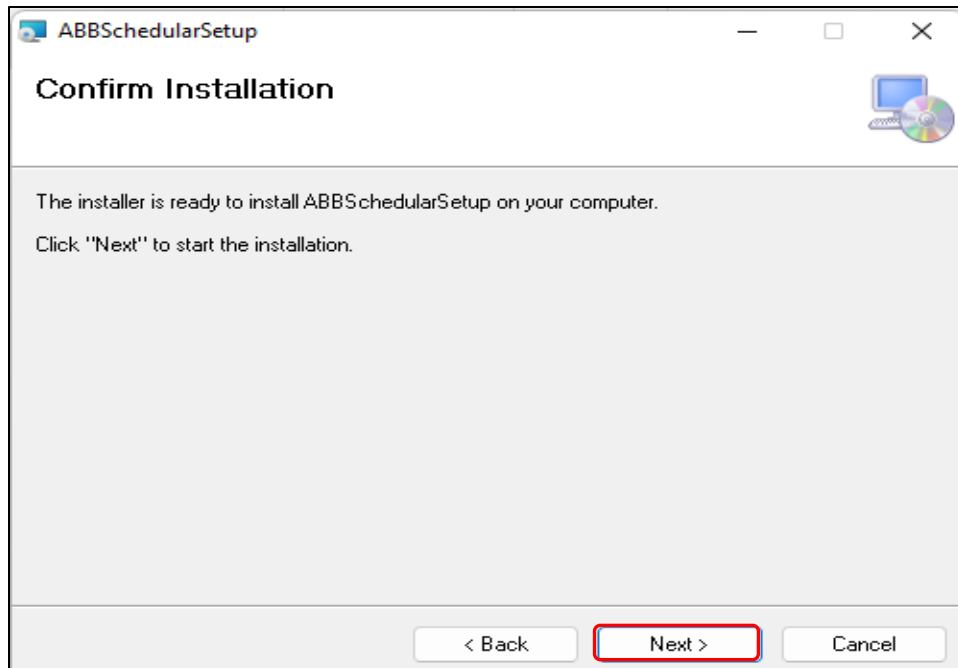 ABBSchedularSetup
Confirm Installation
The installer is ready to install ABBSchedularSetup on your computer.
Click "Next" to start the installation.
< Back
Next >
Cancel